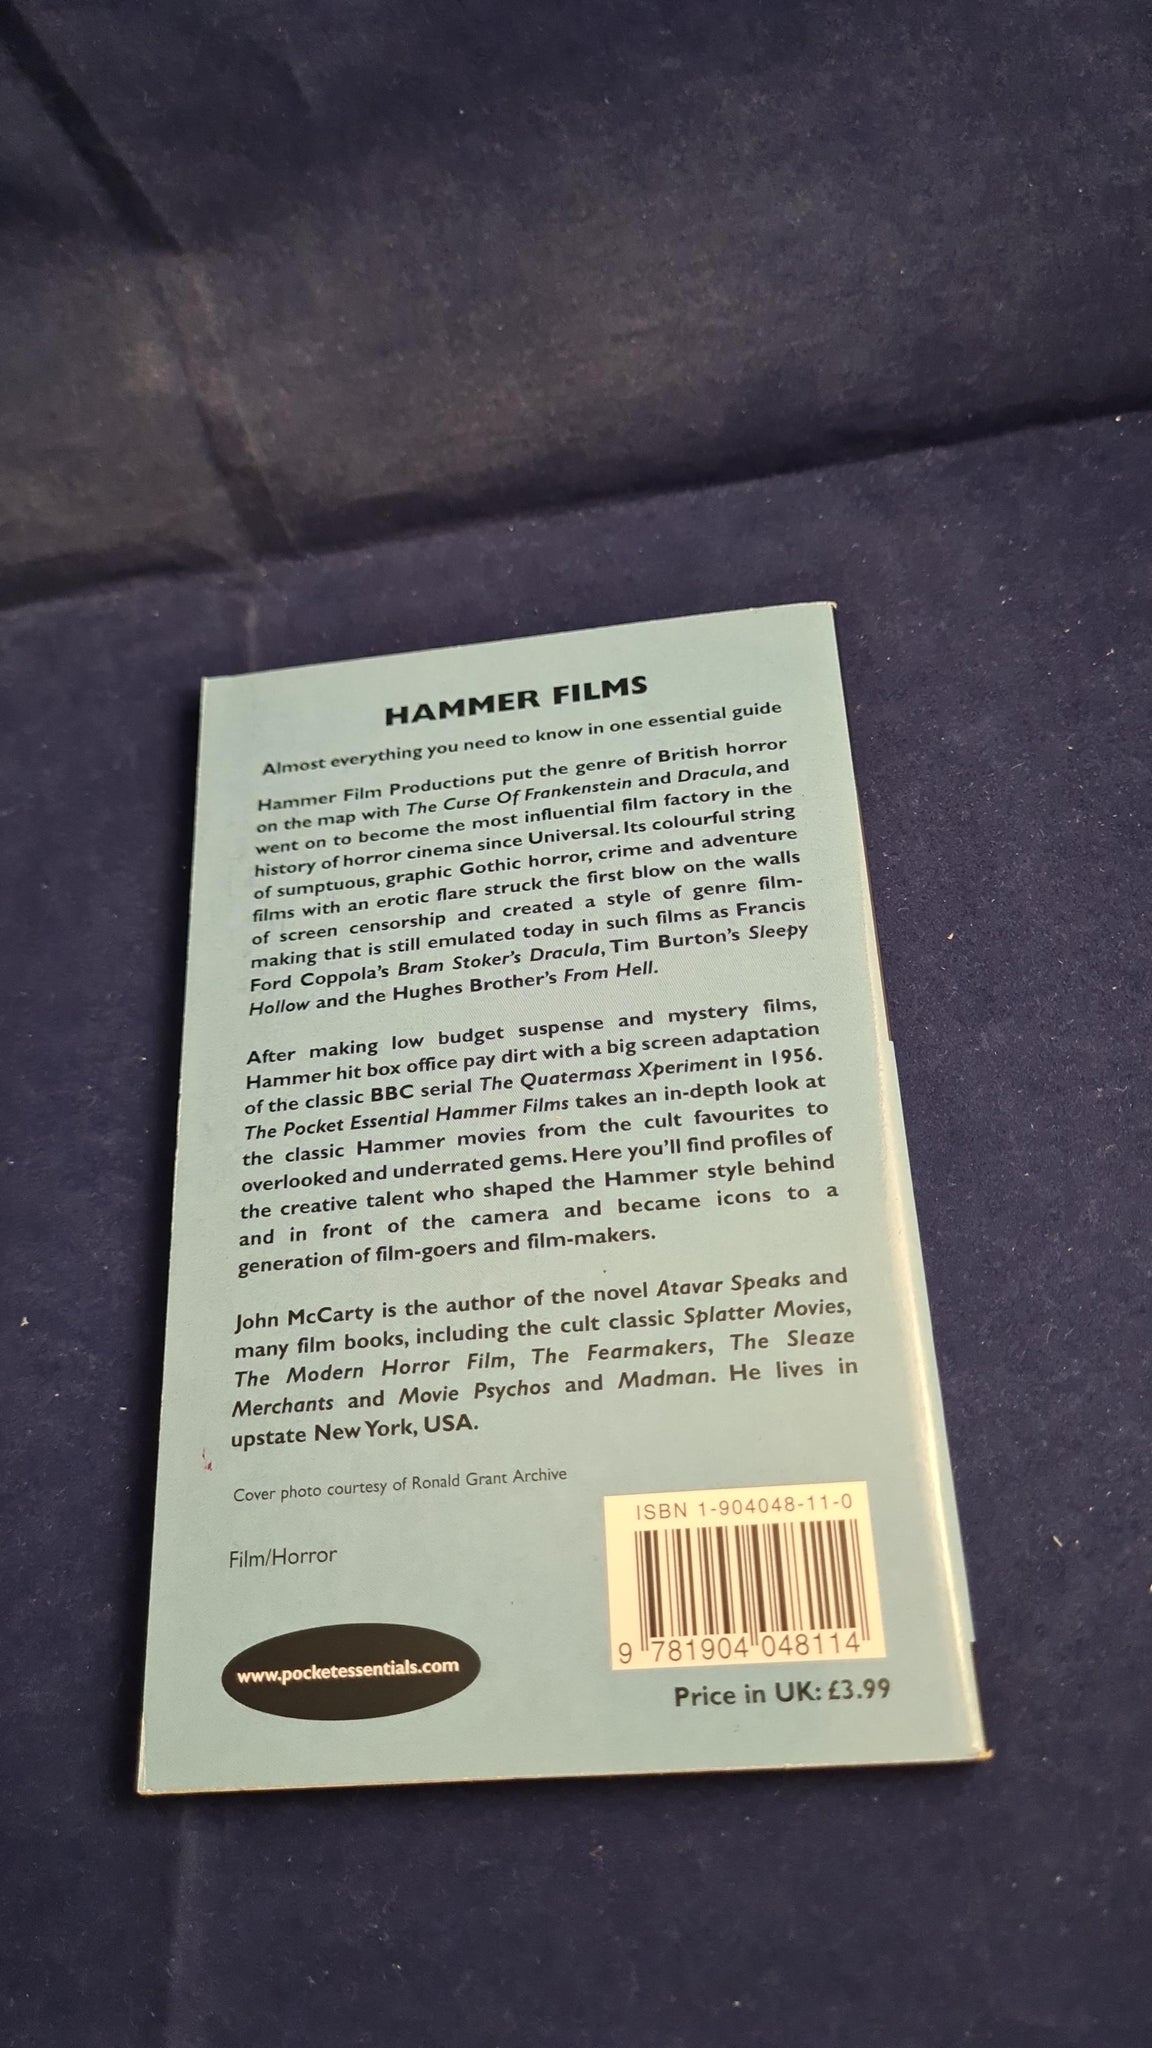 HAMMER FILMS
Almost everything you need to know in one essential guide
Hammer Film Productions put the genre of British horror
on the map with The Curse Of Frankenstein and Dracula, and
went on to become the most influential film factory in the
history of horror cinema since Universal. Its colourful string
of sumptuous, graphic Gothic horror, crime and adventure
films with an erotic flare struck the first blow on the walls
of screen censorship and created a style of genre film-
making that is still emulated today in such films as Francis
Ford Coppola's Bram Stoker's Dracula, Tim Burton's Sleepy
Hollow and the Hughes Brother's From Hell.
After making low budget suspense and mystery films,
Hammer hit box office pay dirt with a big screen adaptation
of the classic BBC serial The Quatermass Xperiment in 1956.
The Pocket Essential Hammer Films takes an in-depth look at
the classic Hammer movies from the cult favourites to
overlooked and underrated gems. Here you'll find profiles of
the creative talent who shaped the Hammer style behind
and in front of the camera and became icons to a
generation of film-goers and film-makers.
John McCarty is the author of the novel Atavar Speaks and
many film books, including the cult classic Splatter Movies,
The Modern Horror Film, The Fearmakers, The Sleaze
Merchants and Movie Psychos and Madman. He lives in
upstate New York, USA.
Cover photo courtesy of Ronald Grant Archive
Film/Horror
ISBN 1-904048-11-0
9 781904 048114
www.pocketessentials.com
Price in UK: £3.99